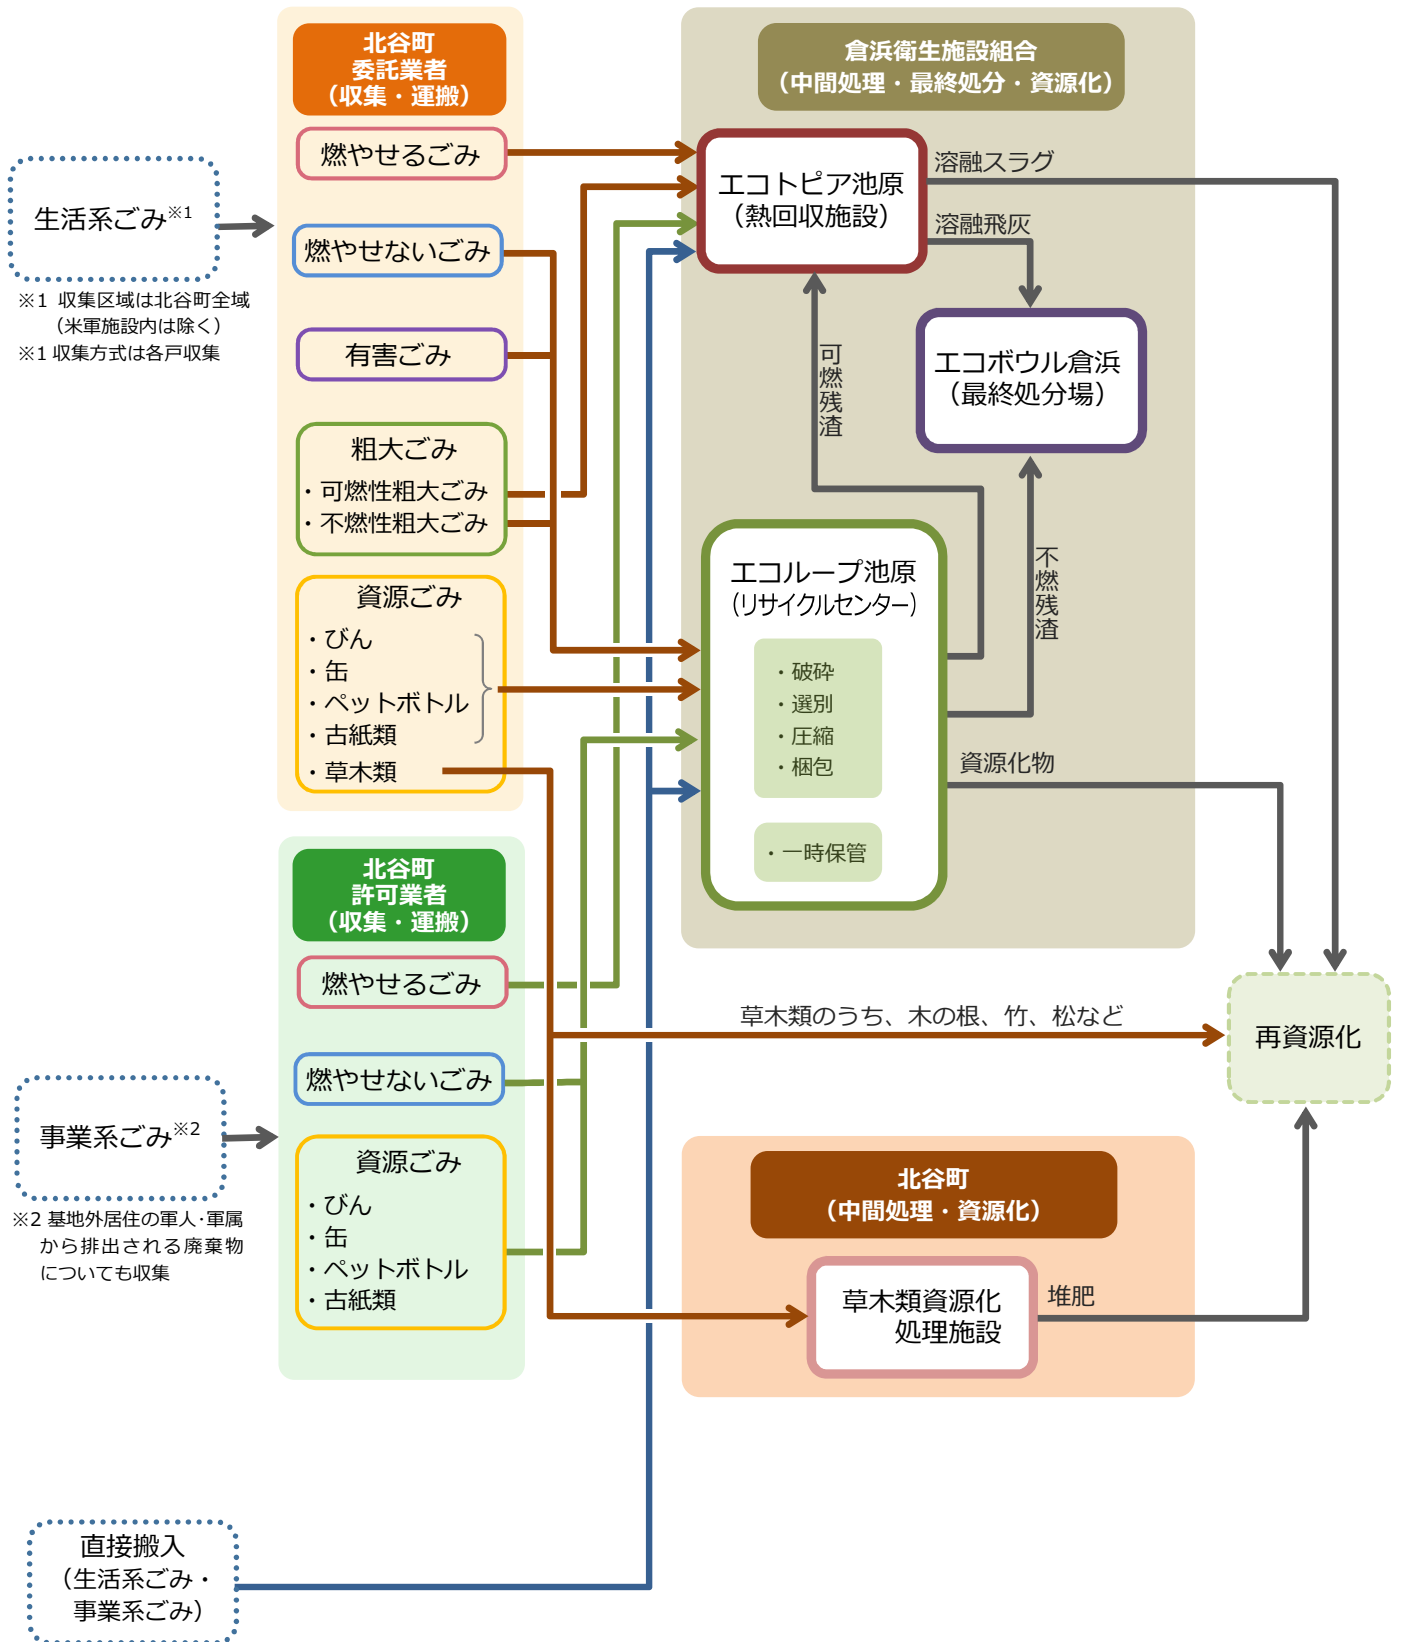 生活系ごみ※1
※1 収集区域は北谷町全域
（米軍施設内は除く）
※1 収集方式は各戸収集
北谷町
委託業者
（収集・運搬）
燃やせるごみ
燃やせないごみ
有害ごみ
粗大ごみ
・可燃性粗大ごみ
・不燃性粗大ごみ
資源ごみ
・びん
・缶
・ペットボトル
・古紙類
・草木類
倉浜衛生施設組合
（中間処理・最終処分・資源化）
エコトピア池原
（熱回収施設）
溶融スラグ
溶融飛灰
エコボウル倉浜
（最終処分場）
可燃残渣
不燃残渣
エコループ池原
（リサイクルセンター）
・破砕
・選別
・圧縮
・梱包
・一時保管
資源化物
事業系ごみ※2
※2 基地外居住の軍人･軍属
から排出される廃棄物
についても収集
北谷町
許可業者
（収集・運搬）
燃やせるごみ
燃やせないごみ
資源ごみ
・びん
・缶
・ペットボトル
・古紙類
草木類のうち、木の根、竹、松など
再資源化
北谷町
（中間処理・資源化）
草木類資源化
処理施設
堆肥
直接搬入
（生活系ごみ・
事業系ごみ）